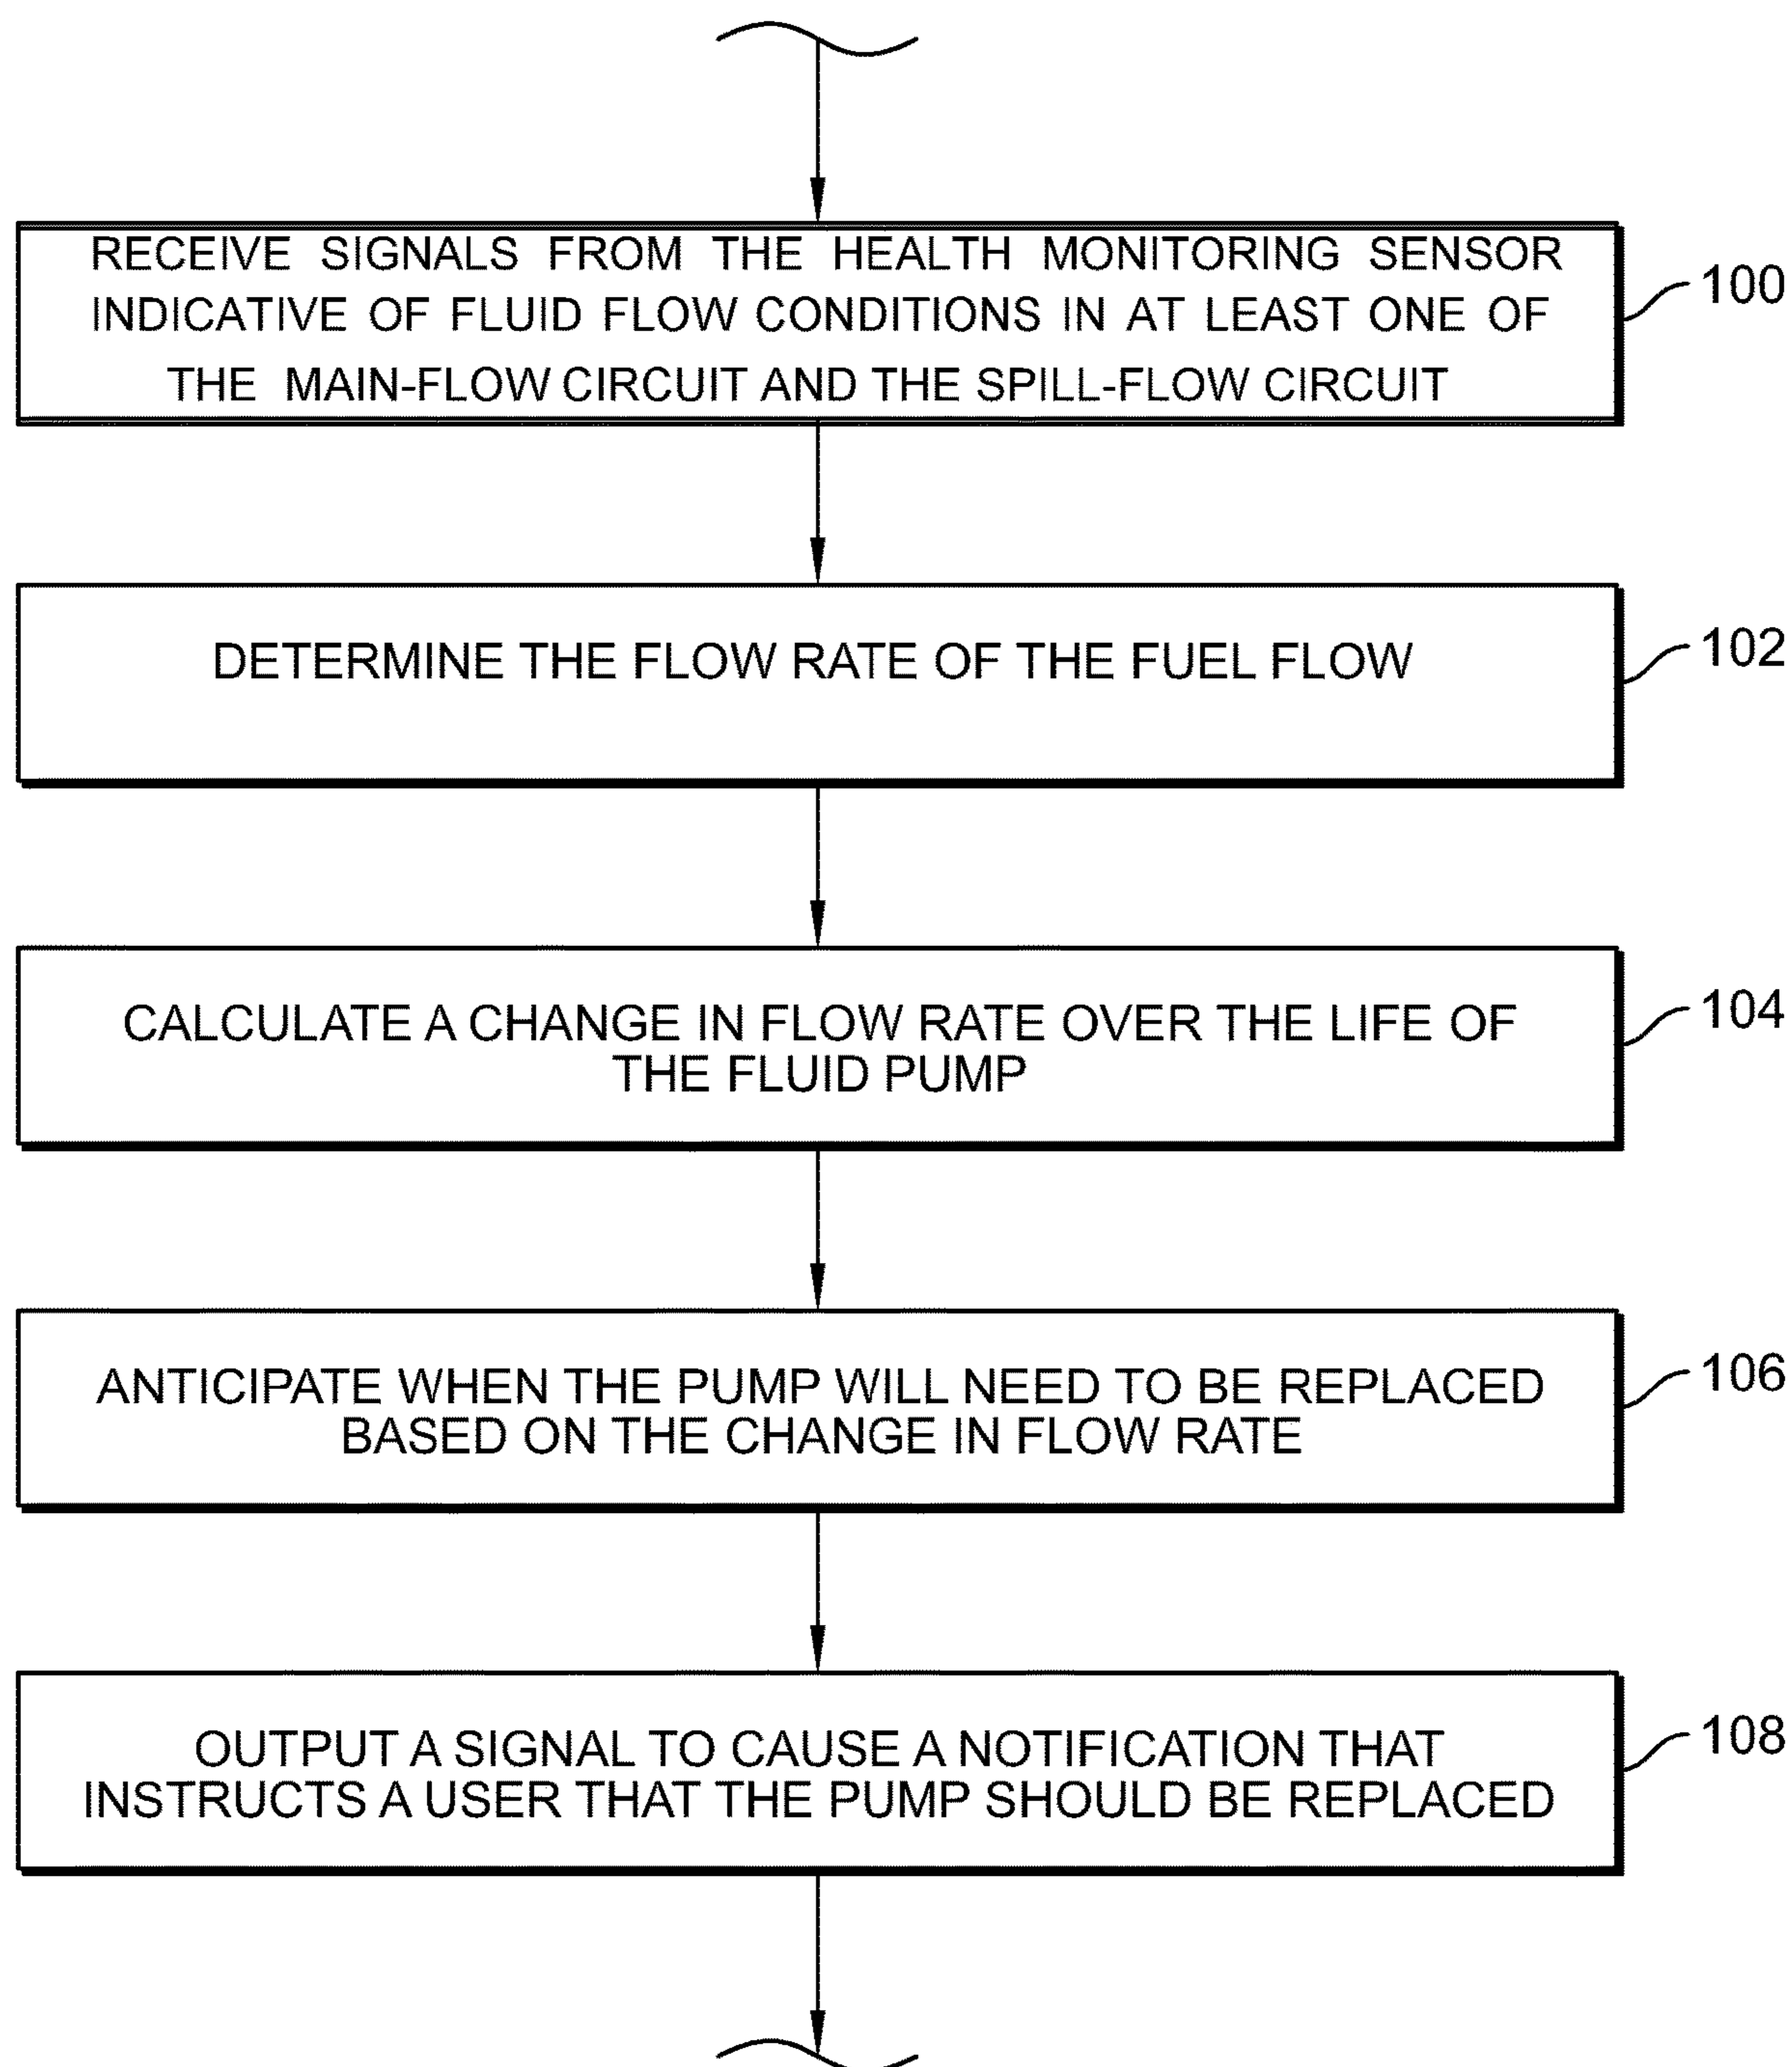 RECEIVE SIGNALS FROM THE HEALTH MONITORING SENSOR
INDICATIVE OF FLUID FLOW CONDITIONS IN AT LEAST ONE OF
THE MAIN-FLOW CIRCUIT AND THE SPILL-FLOW CIRCUIT
100
DETERMINE THE FLOW RATE OF THE FUEL FLOW
102
CALCULATE A CHANGE IN FLOW RATE OVER THE LIFE OF
THE FLUID PUMP
104
ANTICIPATE WHEN THE PUMP WILL NEED TO BE REPLACED
BASED ON THE CHANGE IN FLOW RATE
106
OUTPUT A SIGNAL TO CAUSE A NOTIFICATION THAT
INSTRUCTS A USER THAT THE PUMP SHOULD BE REPLACED
108